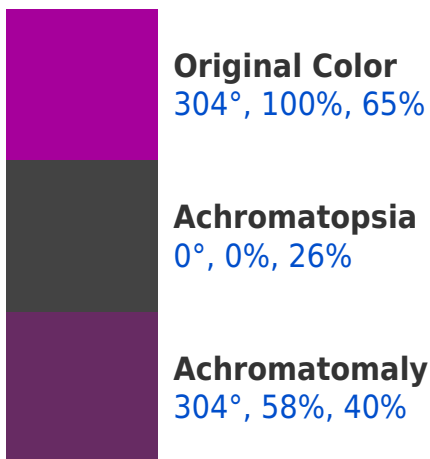 Original Color
304°, 100%, 65%
Achromatopsia
0°, 0%, 26%
Achromatomaly
304°, 58%, 40%